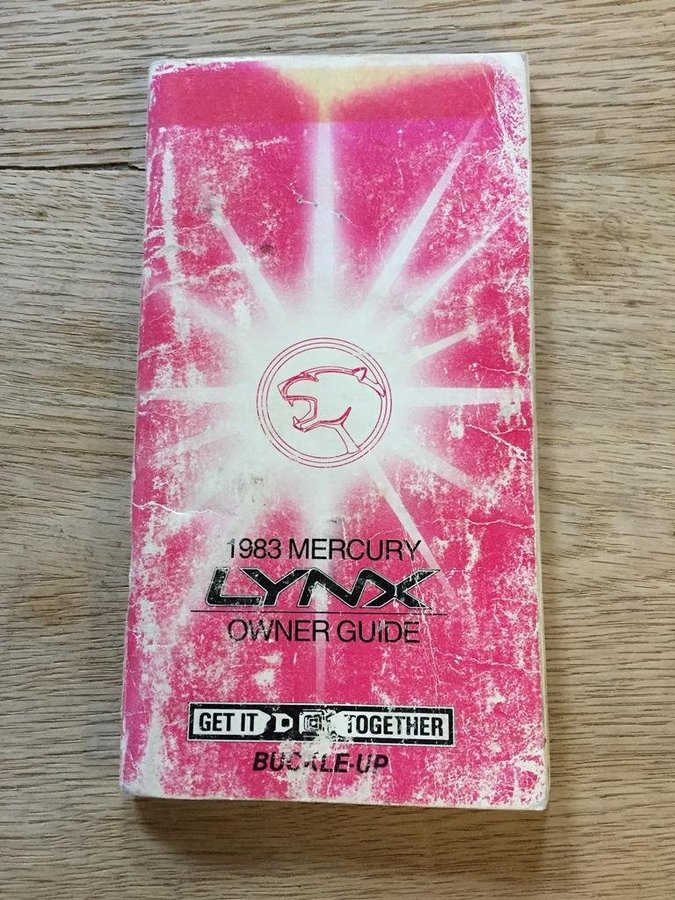 1983 MERCURY
LYNX
OWNER GUIDE
GET IT TOGETHER
BUCKLE-UP